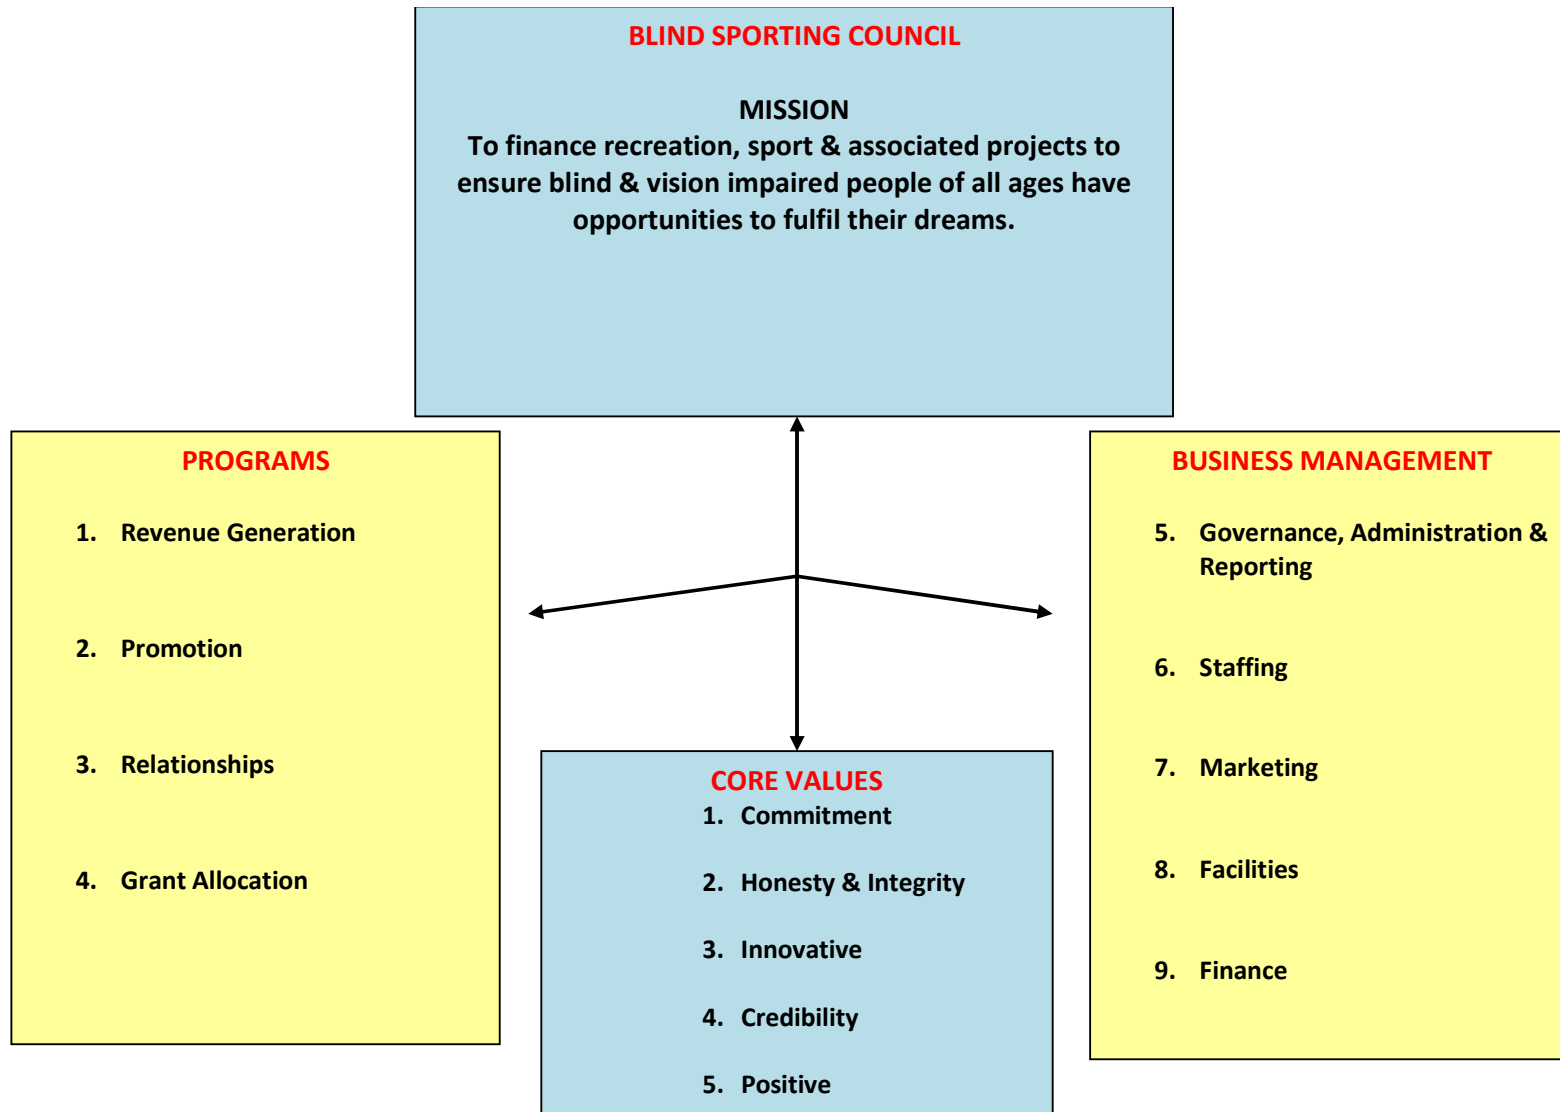 BLIND SPORTING COUNCIL
MISSION
To finance recreation, sport & associated projects to
ensure blind & vision impaired people of all ages have
opportunities to fulfil their dreams.
PROGRAMS
1. Revenue Generation
2. Promotion
3. Relationships
4. Grant Allocation
CORE VALUES
1. Commitment
2. Honesty & Integrity
3. Innovative
4. Credibility
5. Positive
BUSINESS MANAGEMENT
5. Governance, Administration &
Reporting
6. Staffing
7. Marketing
8. Facilities
9. Finance